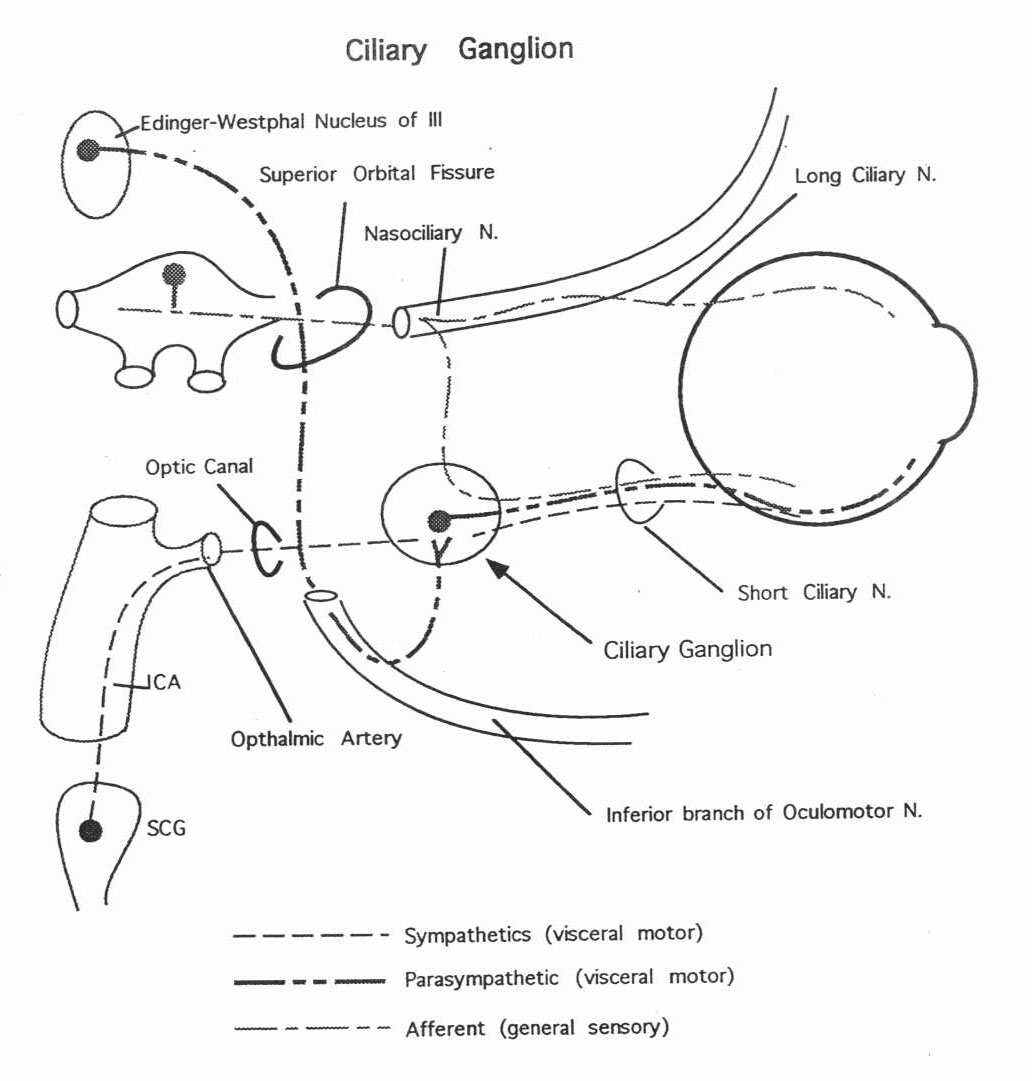 Ciliary Ganglion
Edinger-Westphal Nucleus of III
Superior Orbital Fissure
Long Ciliary N.
Nasociliary N.
Optic Canal
Short Ciliary N.
Ciliary Ganglion
ICA
Opthalmic Artery
Inferior branch of Oculomotor N.
SCG
Sympathetics (visceral motor)
Parasympathetic (visceral motor)
Afferent (general sensory)